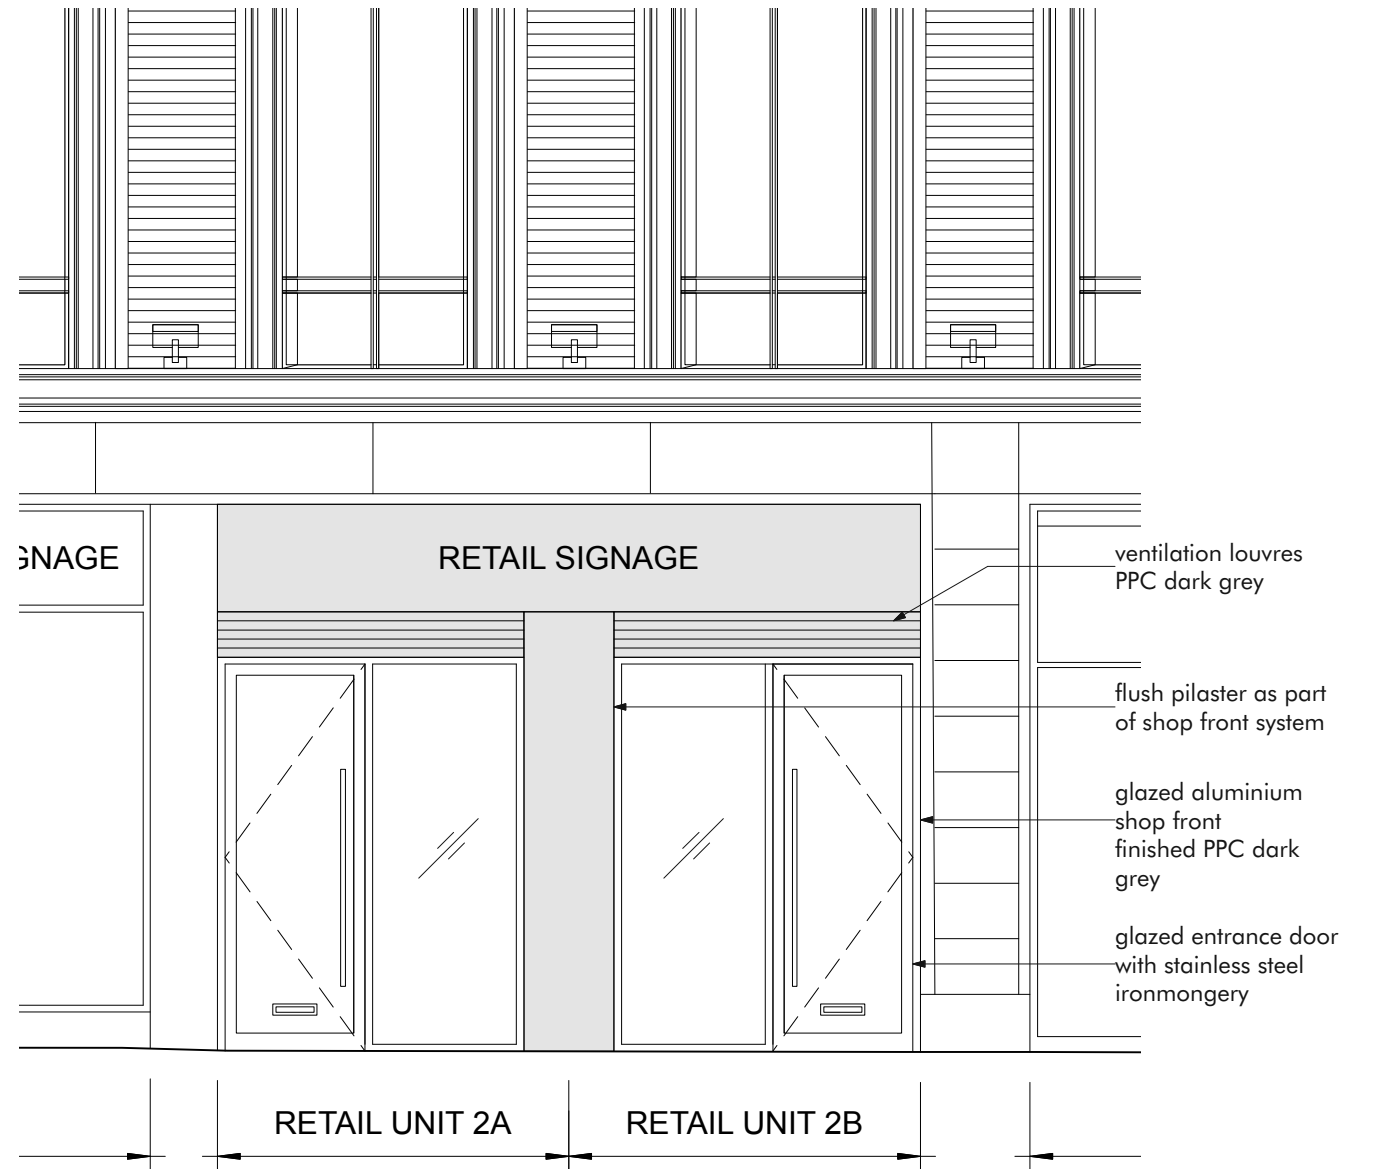 GNAGE
RETAIL SIGNAGE
ventilation louvres
PPC dark grey
flush pilaster as part
of shop front system
glazed aluminium
shop front
finished PPC dark
grey
glazed entrance door
with stainless steel
ironmongery
RETAIL UNIT 2A
RETAIL UNIT 2B